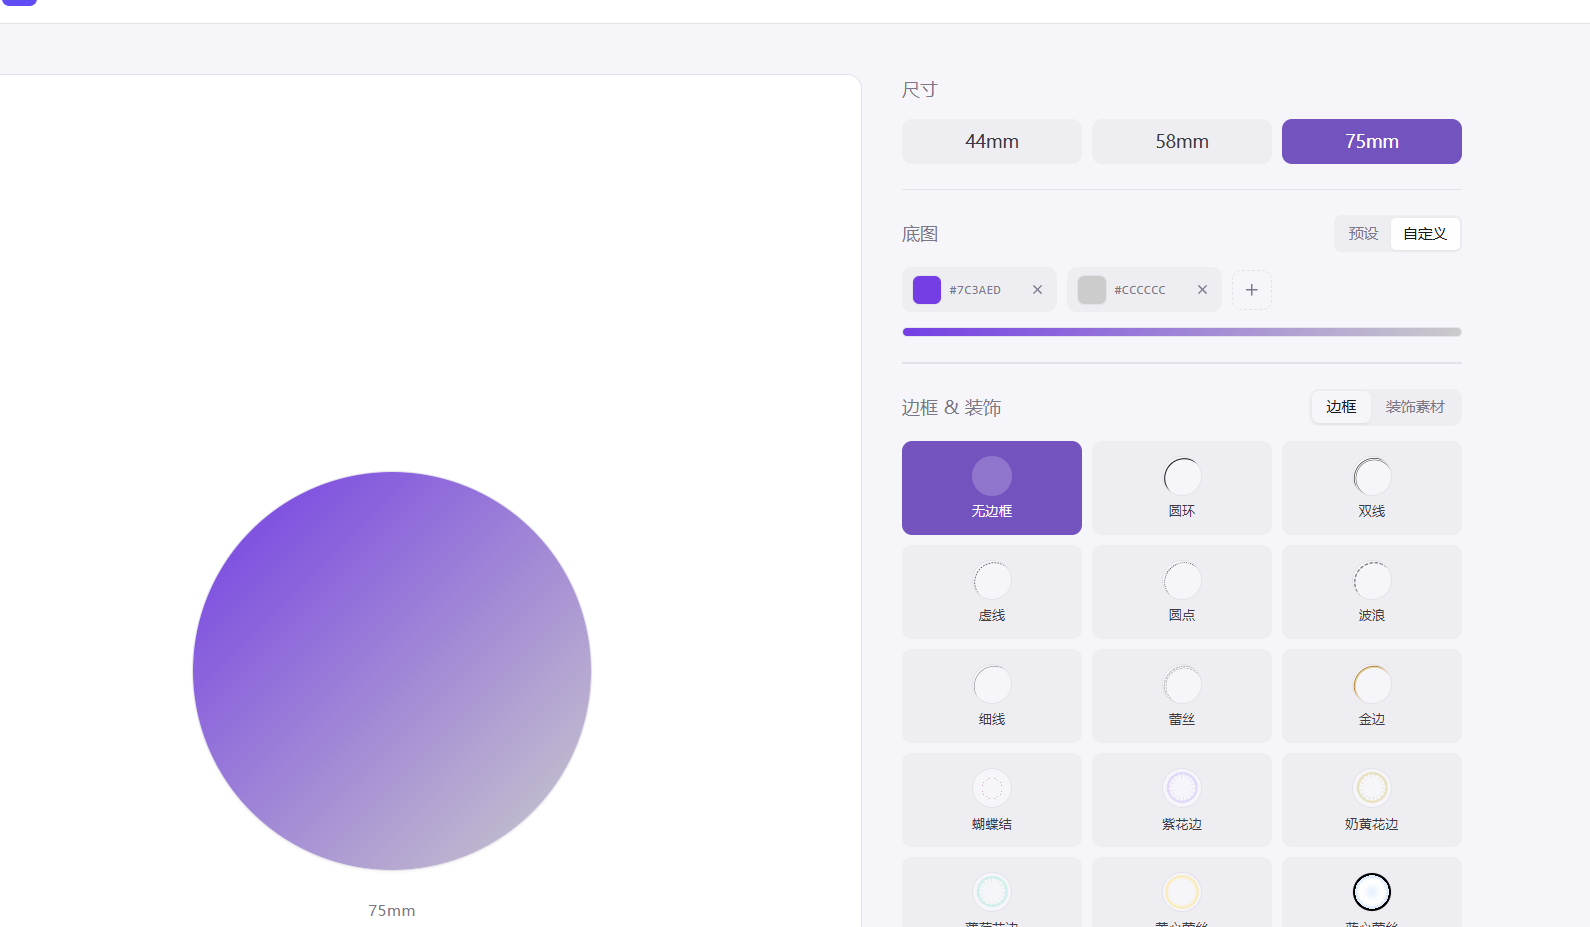 尺寸
44mm
58mm
75mm
底图
预设
自定义
#7C3AED
#CCCCCC
边框 & 装饰
边框
装饰素材
无边框
圆环
双线
虚线
圆点
波浪
细线
蕾丝
金边
蝴蝶结
紫花边
奶黄花边
75mm